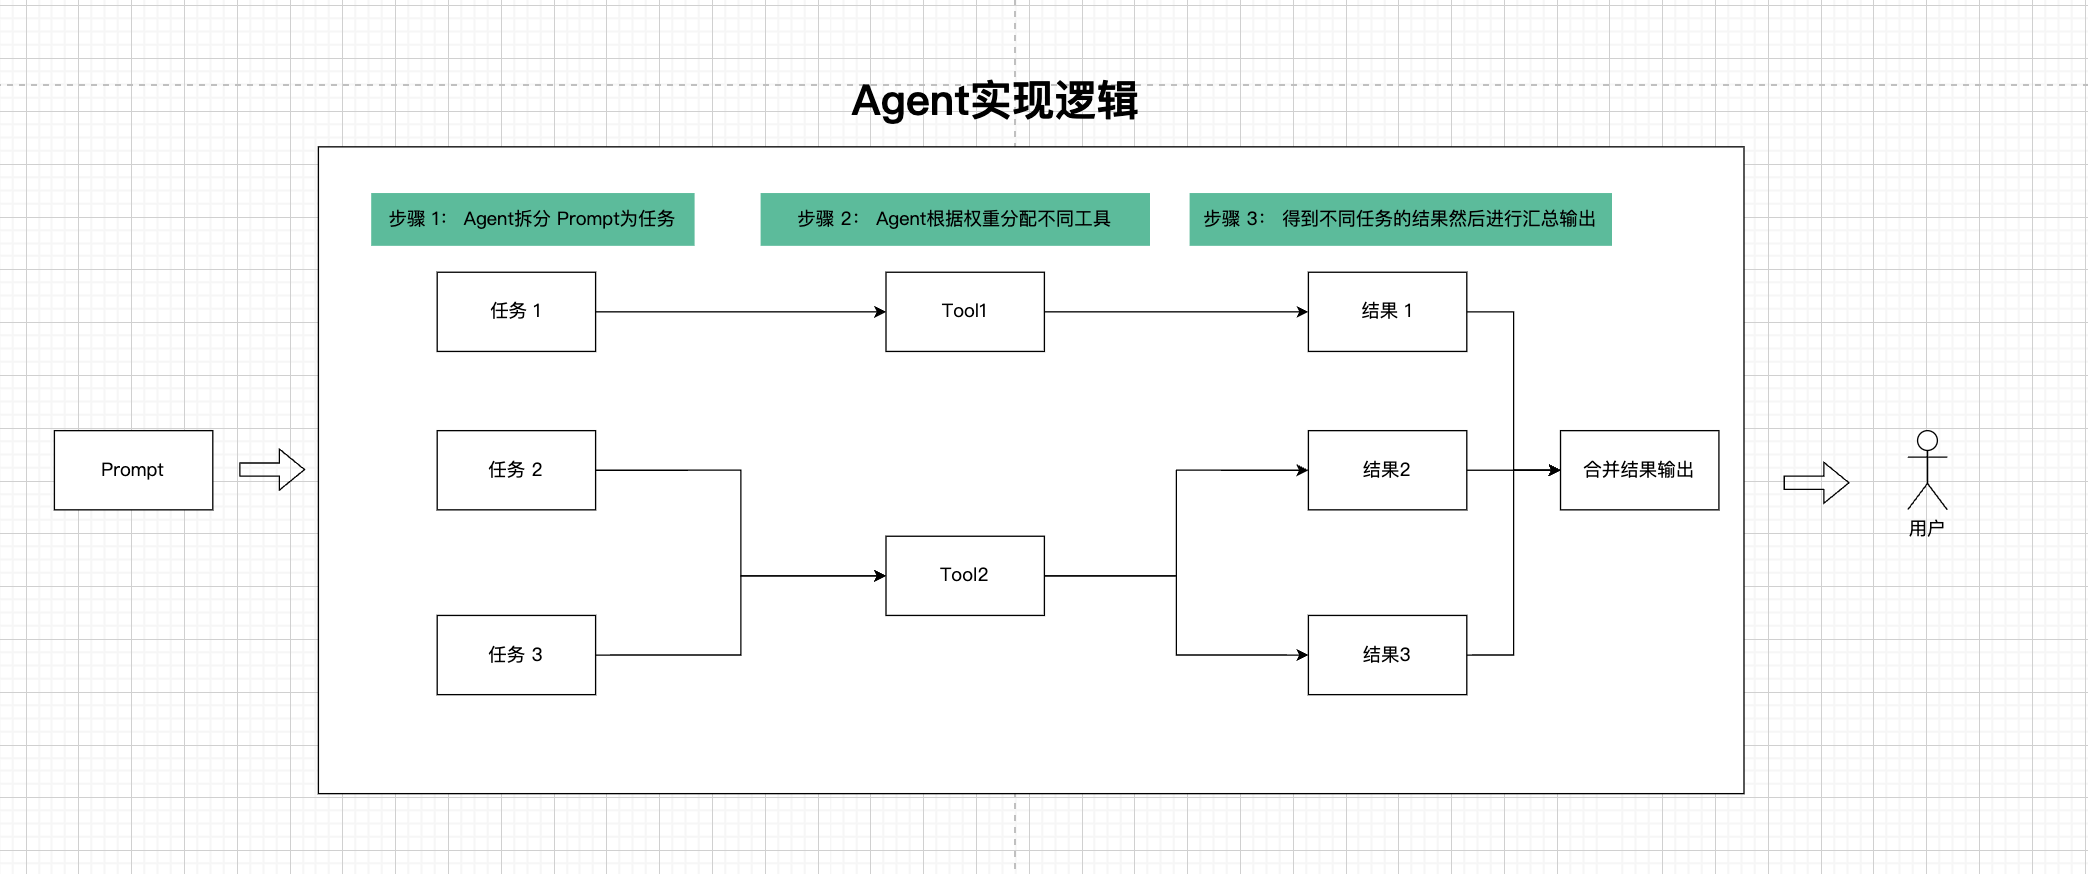 Agent实现逻辑
步骤 1： Agent拆分 Prompt为任务
步骤 2： Agent根据权重分配不同工具
步骤 3： 得到不同任务的结果然后进行汇总输出
任务 1
Tool1
结果 1
Prompt
任务 2
结果2
合并结果输出
用户
Tool2
任务 3
结果3